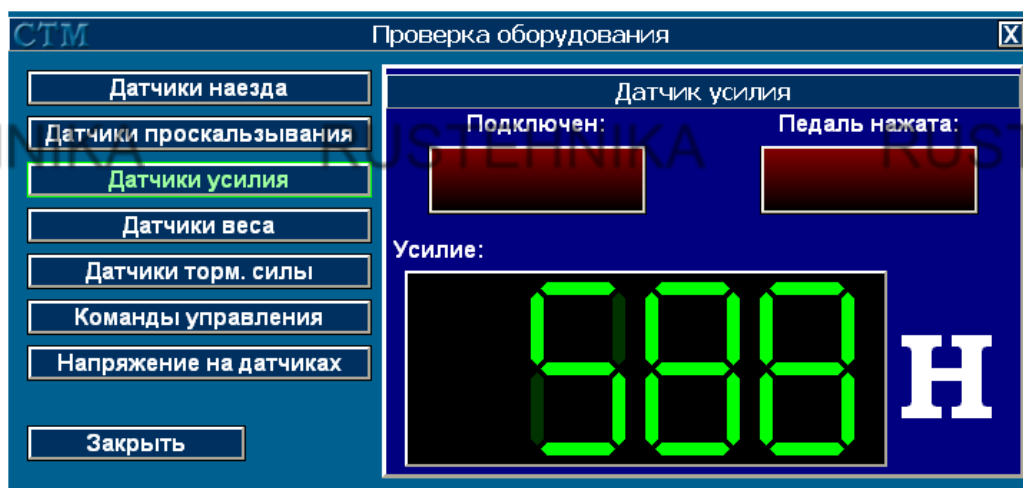 СТМ
Проверка оборудования
X
Датчики наезда
Датчики проскальзывания
Датчики усилия
Датчики веса
Датчики торм. силы
Команды управления
Напряжение на датчиках
Закрыть
Датчик усилия
Подключен:
Педаль нажата:
RUSTEHNIKA
Усилие:
588
Н